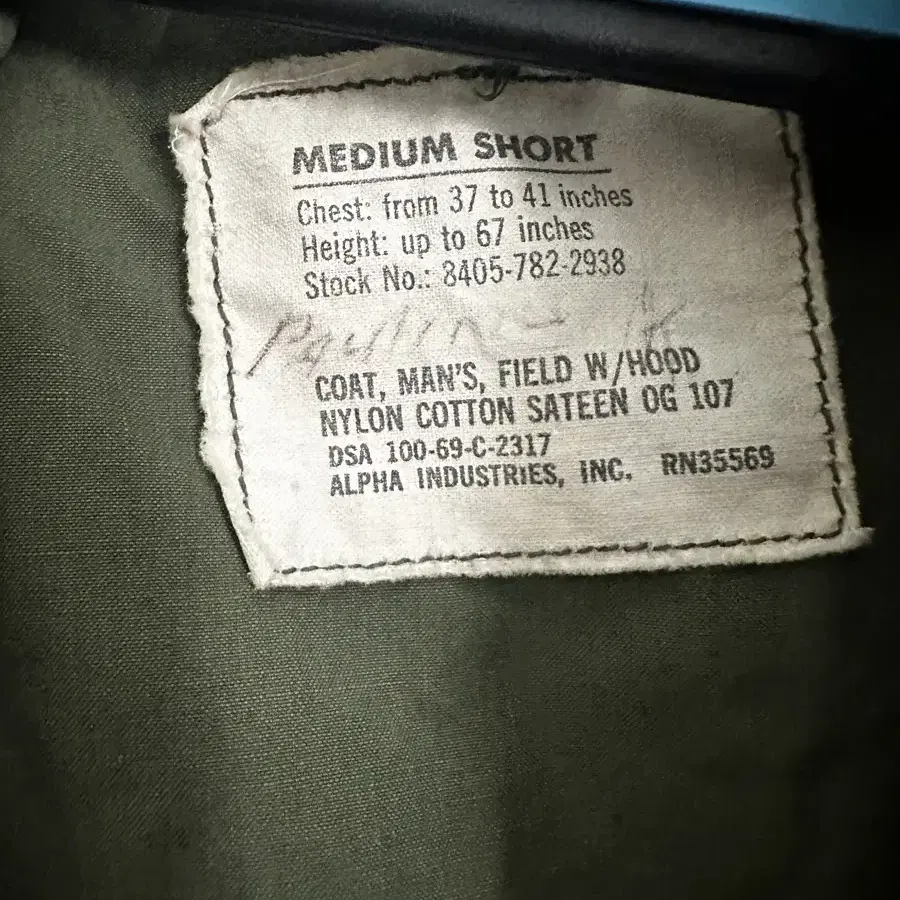 MEDIUM SHORT
Chest: from 37 to 41 inches
Height: up to 67 inches
Stock No.: 8405-782-2938
COAT, MAN'S, FIELD W/HOOD
NYLON COTTON SATEEN OG 107
DSA 100-69-C-2317
ALPHA INDUSTRIES, INC. RN35569